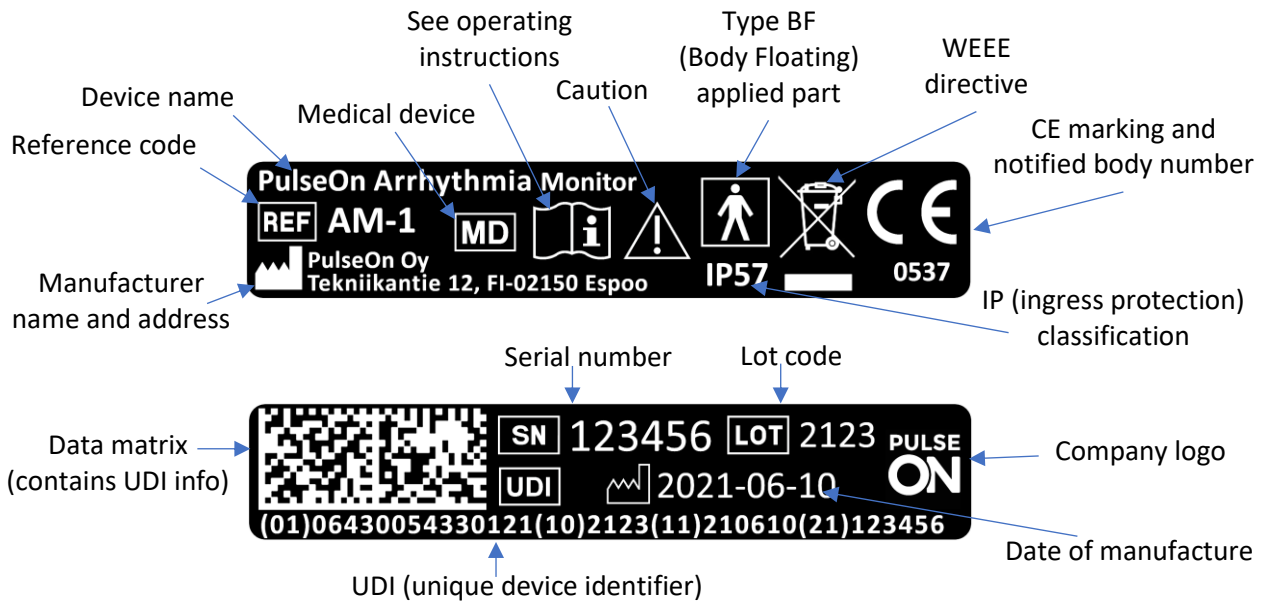 See operating
instructions
Type BF
(Body Floating)
applied part
WEEE
directive
Device name
Medical device
Caution
Reference code
CE marking and
notified body number
PulseOn Arrhythmia Monitor
REF AM-1
MD
i
!
CE
PulseOn Oy
Tekniikantie 12, FI-02150 Espoo
IP57
0537
Manufacturer
name and address
IP (ingress protection)
classification
Serial number
Lot code
Data matrix
(contains UDI info)
SN 123456 LOT 2123
PULSE
ON
UDI 2021-06-10
(01)06430054330121(10)2123(11)210610(21)123456
Company logo
Date of manufacture
UDI (unique device identifier)